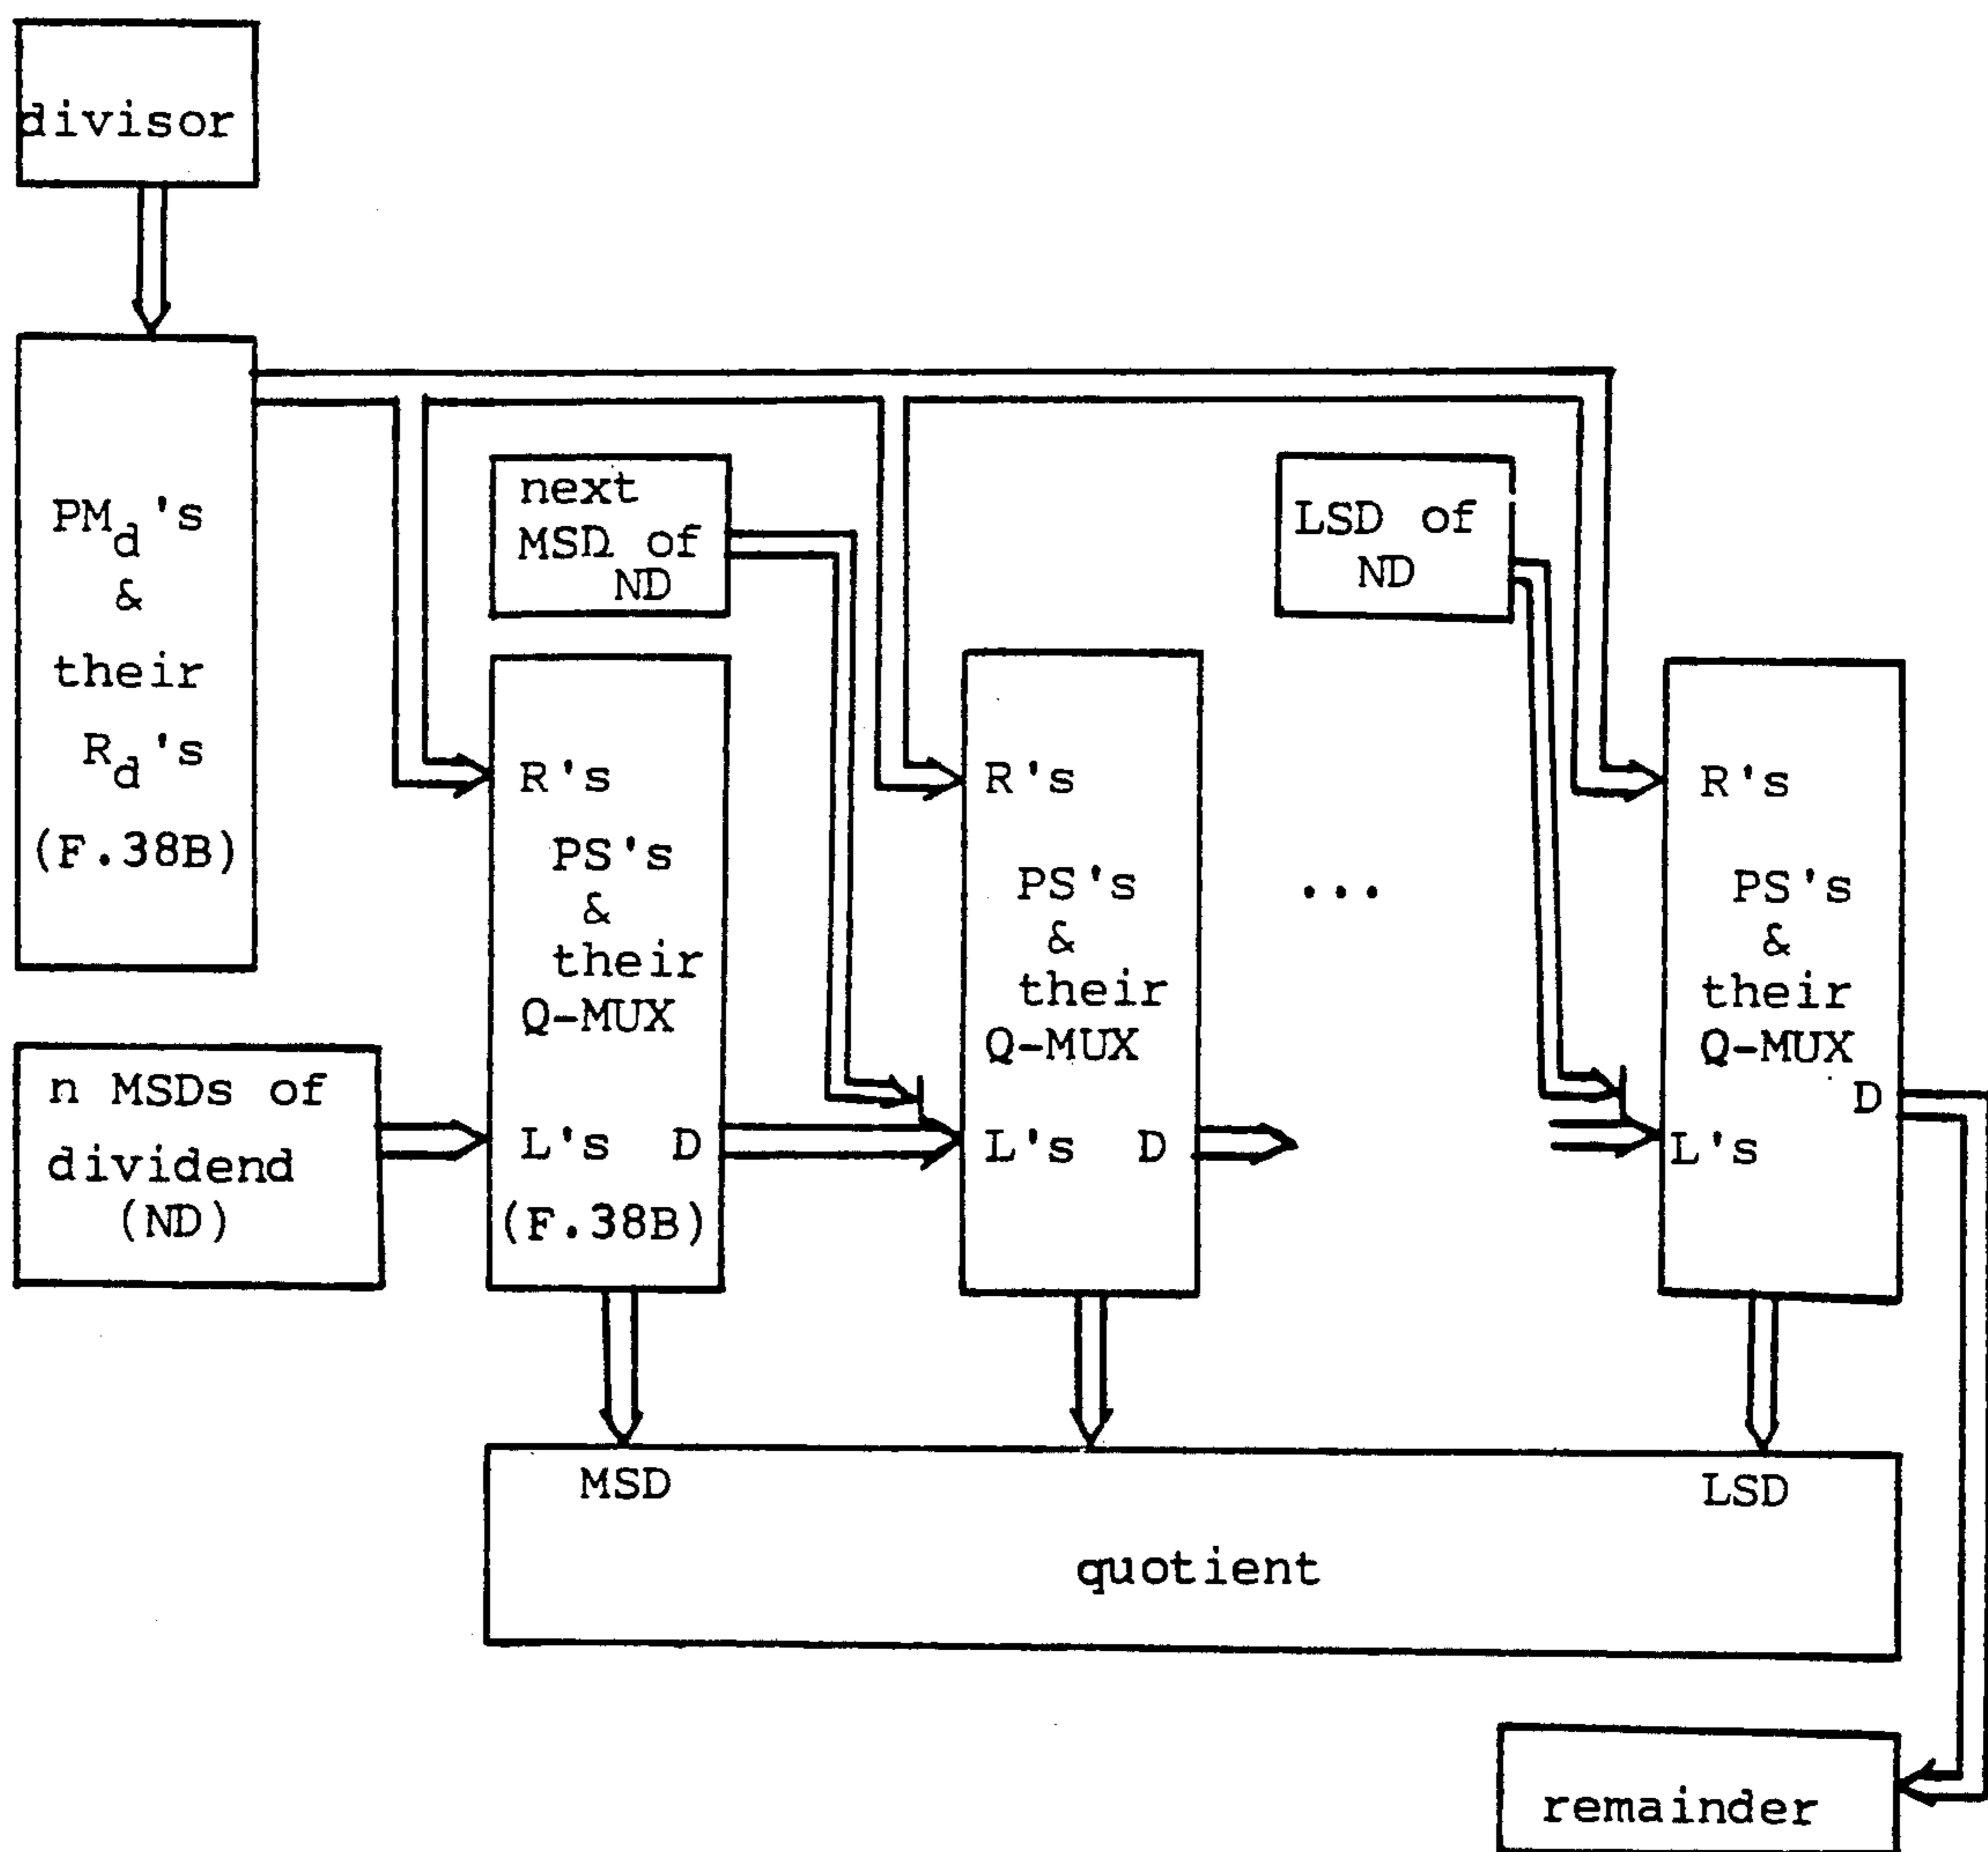 divisor
PMd's
&
their
Rd's
(F.38B)
n MSDs of
dividend
(ND)
next
MSD of
ND
R's
PS's
&
their
Q-MUX
L's D
(F.38B)
R's
PS's
&
their
Q-MUX
L's D
...
LSD of
ND
R's
PS's
&
their
Q-MUX
D
L's
MSD
LSD
quotient
remainder